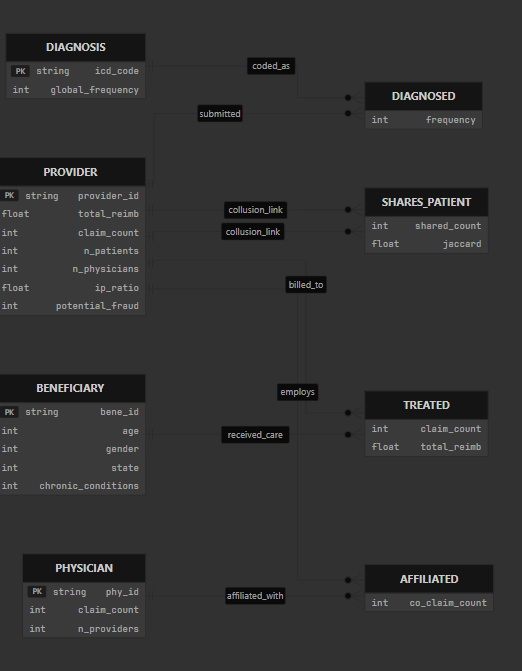 DIAGNOSIS
PK string icd_code
int global_frequency
coded_as
DIAGNOSED
int frequency
submitted
PROVIDER
PK string provider_id
float total_reimb
int claim_count
int n_patients
int n_physicians
float ip_ratio
int potential_fraud
collusion_link
collusion_link
SHARES_PATIENT
int shared_count
float jaccard
billed_to
employs
BENEFICIARY
PK string bene_id
int age
int gender
int state
int chronic_conditions
received_care
TREATED
int claim_count
float total_reimb
PHYSICIAN
PK string phy_id
int claim_count
int n_providers
affiliated_with
AFFILIATED
int co_claim_count